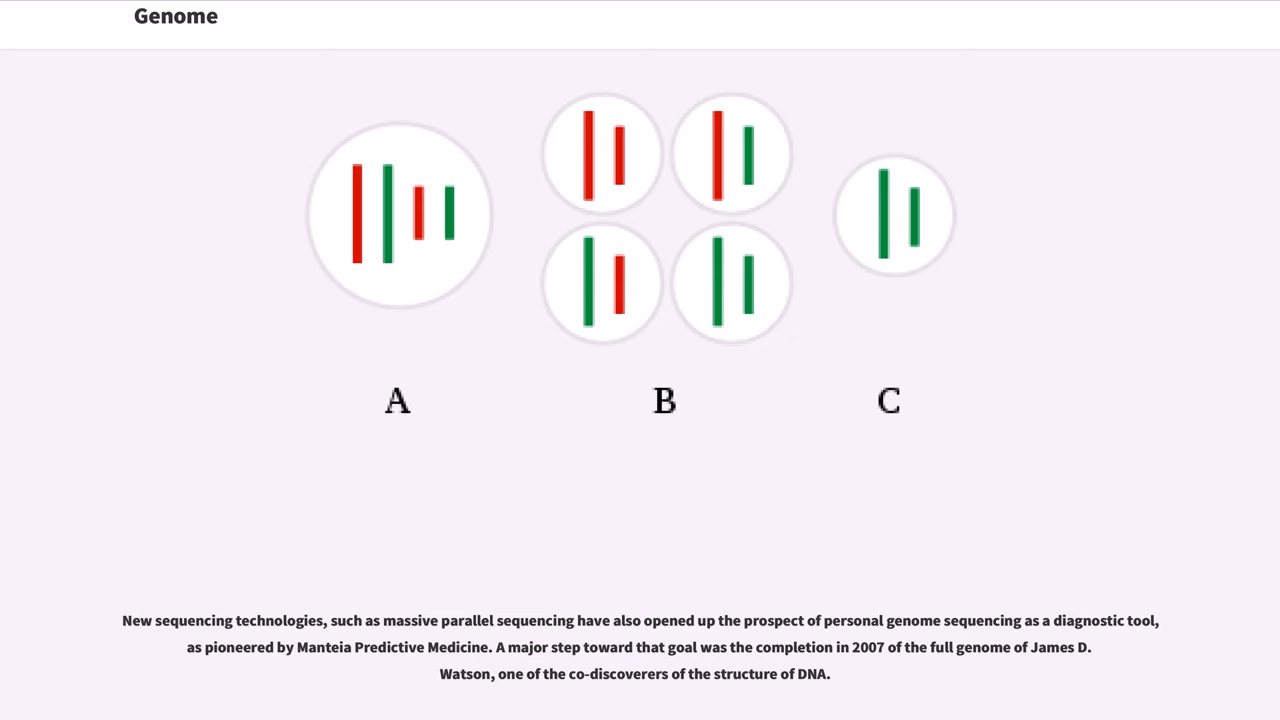 Genome
A B C
New sequencing technologies, such as massive parallel sequencing have also opened up the prospect of personal genome sequencing as a diagnostic tool,
as pioneered by Manteia Predictive Medicine. A major step toward that goal was the completion in 2007 of the full genome of James D.
Watson, one of the co-discoverers of the structure of DNA.